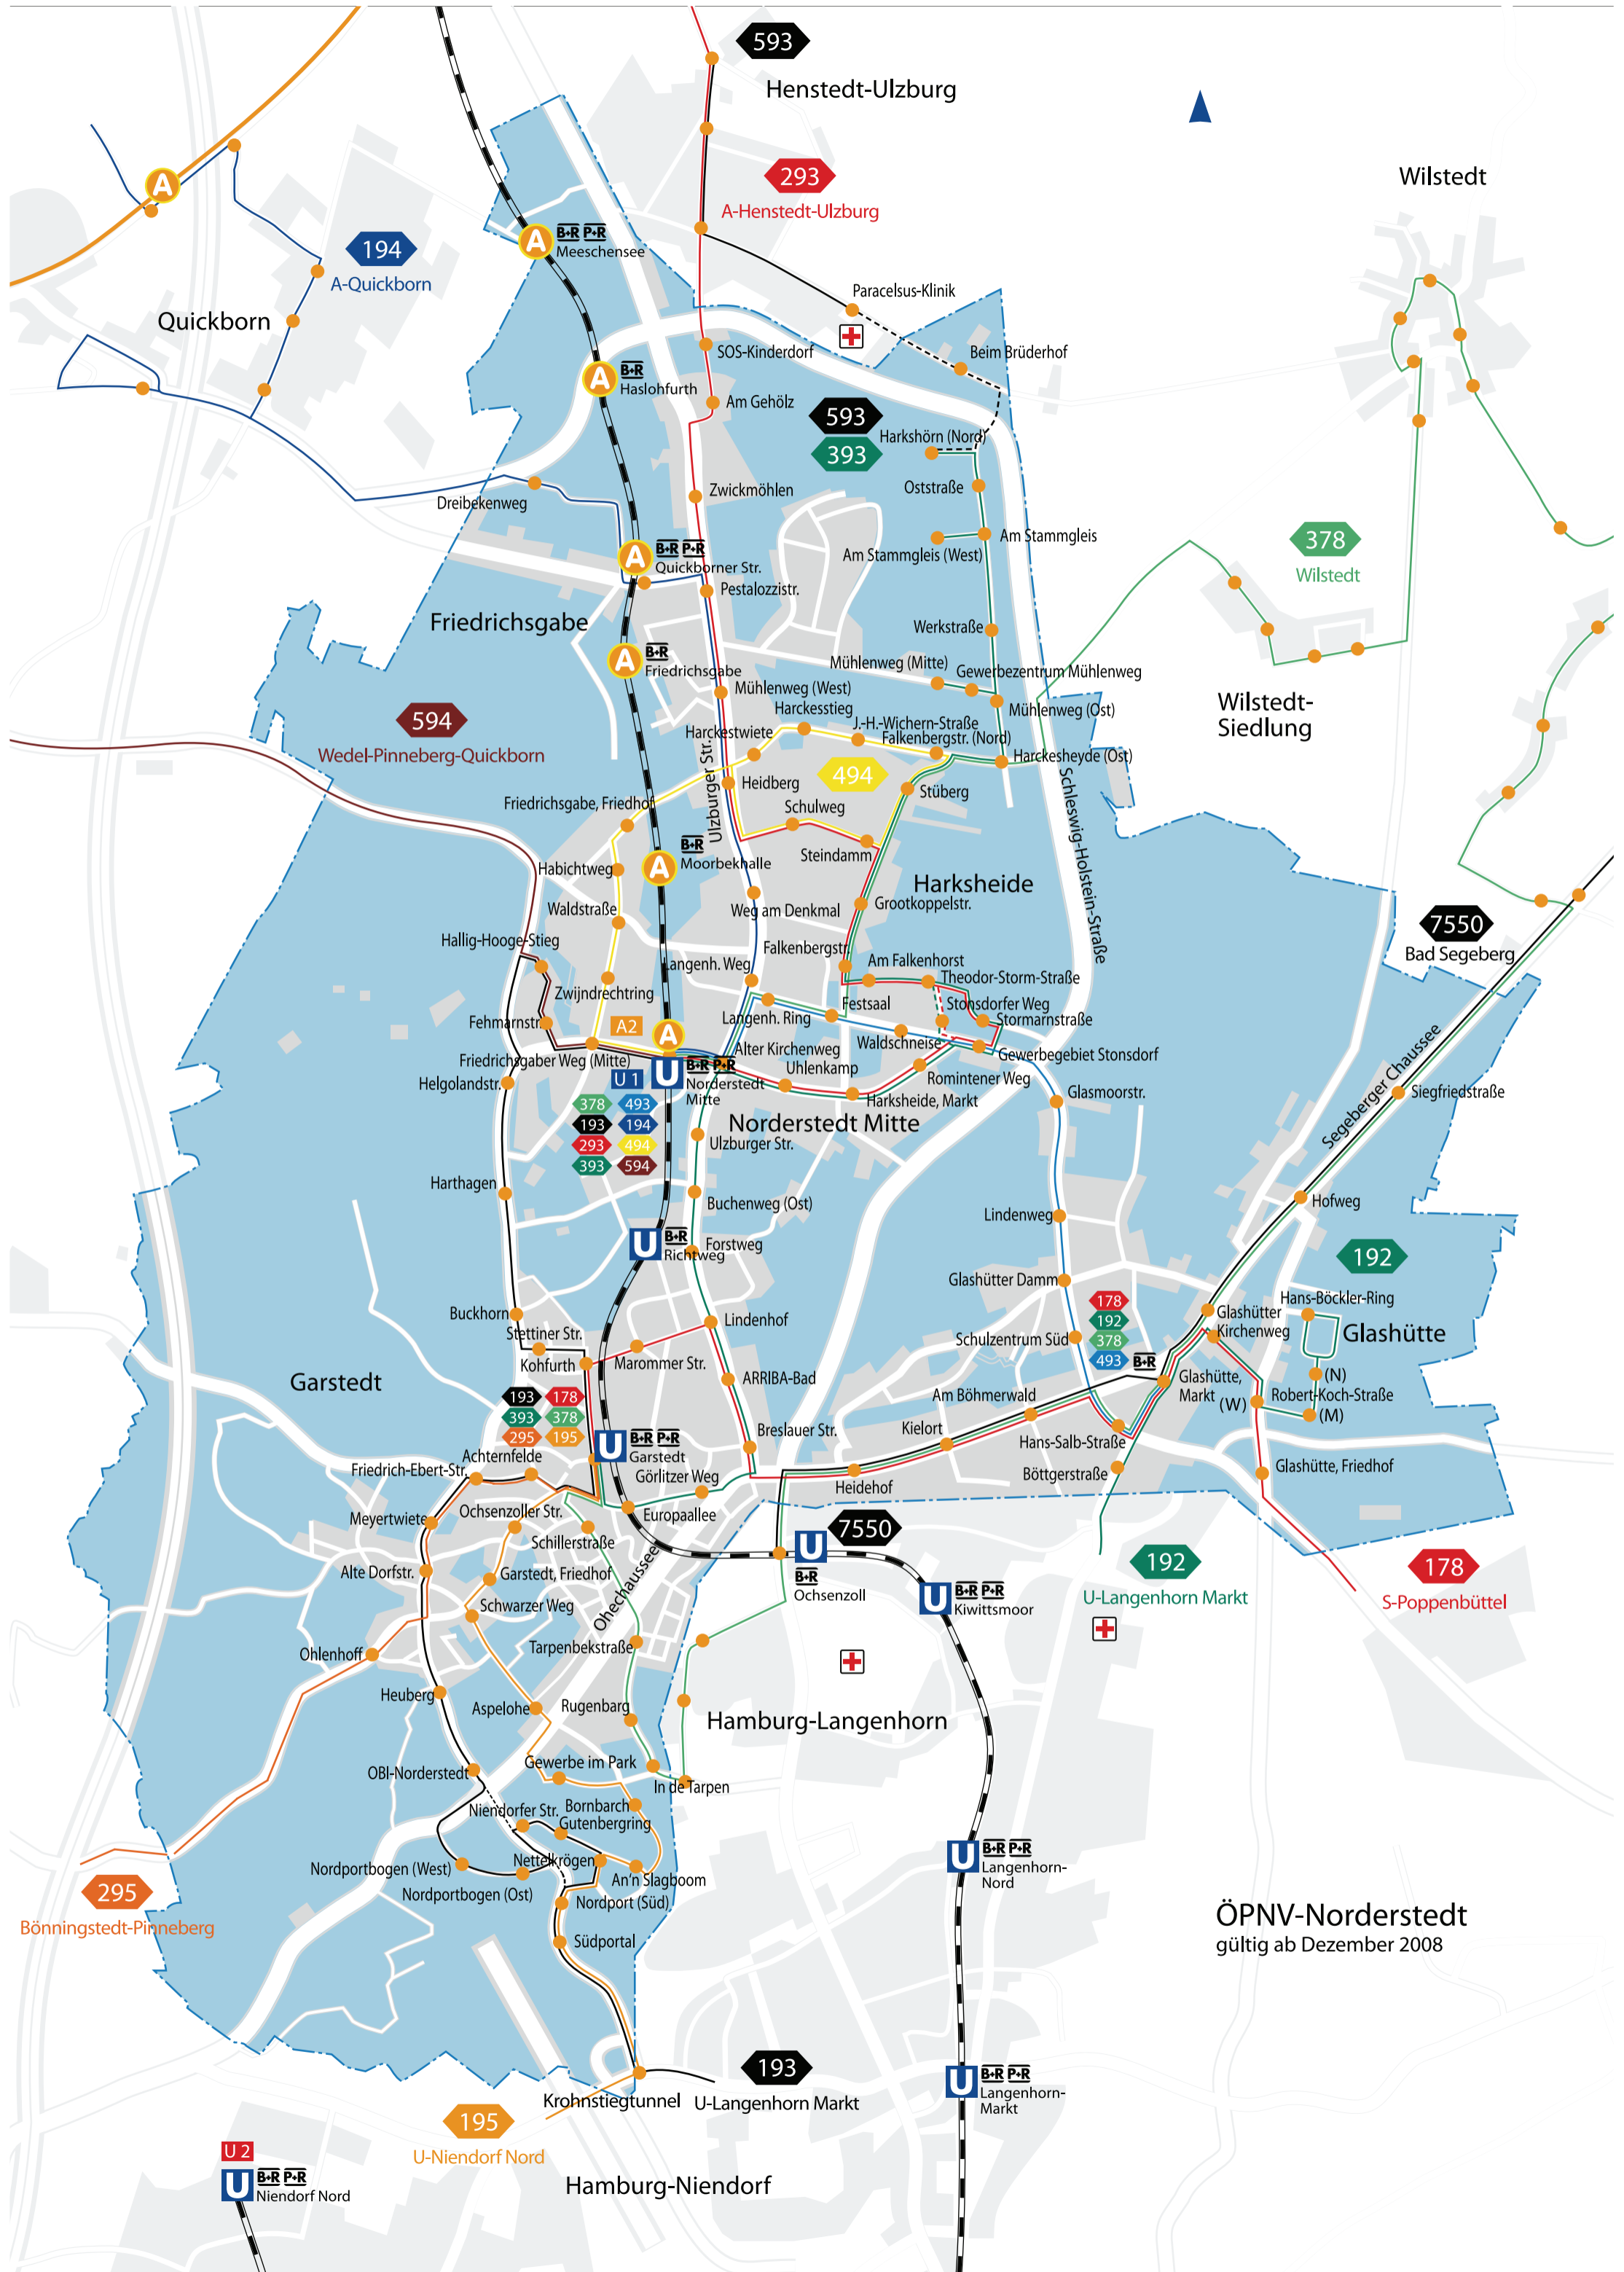 593
Henstedt-Ulzburg
293
A-Henstedt-Ulzburg
Wilstedt
A
194
A-Quickborn
Quickborn
A
B+R P+R
Meeschensee
Paracelsus-Klinik
SOS-Kinderdorf
Beim Brüderhof
A
B+R
Haslohfurth
Am Gehölz
593
393
Harkshörn (Nord)
Zwickmöhlen
Oststraße
Dreibekenweg
Am Stammgleis
Am Stammgleis (West)
378
Wilstedt
A
B+R P+R
Quickborner Str.
Pestalozzistr.
Friedrichsgabe
Werkstraße
A
B+R
Friedrichsgabe
Mühlenweg (Mitte)
Gewerbezentrum Mühlenweg
Mühlenweg (West)
Mühlenweg (Ost)
Wilstedt-
Siedlung
594
Wedel-Pinneberg-Quickborn
Harckesstieg
J.-H.-Wichern-Straße
Harckestwiete
Falkenbergstr. (Nord)
Harckesheyde (Ost)
Ulzburger Str.
494
Heidberg
Stüberg
Friedrichsgabe, Friedhof
Schulweg
Schleswig-Holstein-Straße
A
B+R
Moorbekhalle
Steindamm
Habichtweg
Harksheide
Waldstraße
Weg am Denkmal
Grootkoppelstr.
7550
Bad Segeberg
Hallig-Hooge-Stieg
Falkenbergstr.
Langenh. Weg
Am Falkenhorst
Theodor-Storm-Straße
Zwijndrechtring
Festsaal
Stonsdorfer Weg
Fehmarnstr.
A2
A
Langenh. Ring
Stormarnstraße
Waldschneise
Friedrichsgaber Weg (Mitte)
Alter Kirchenweg
Gewerbegebiet Stonsdorf
Helgolandstr.
U 1
U
B+R P+R
Norderstedt
Mitte
Uhlenkamp
Romintener Weg
Harksheide, Markt
Glasmoorstr.
Segeberger Chaussee
Siegfriedstraße
378 493
193 194
293 494
393 594
Norderstedt Mitte
Ulzburger Str.
Harthagen
Buchenweg (Ost)
Lindenweg
Hofweg
U
B+R
Richtweg
Forstweg
192
Glashütter Damm
Hans-Böckler-Ring
Buckhorn
Lindenhof
178
192
378
493
B+R
Glashütter
Kirchenweg
Glashütte
Stettiner Str.
Schulzentrum Süd
Kohfurth
Marommer Str.
Garstedt
ARRIBA-Bad
Glashütte,
Markt
(N)
Robert-Koch-Straße
(W)
(M)
193 178
393 378
295 195
Am Böhmerwald
Kielort
Breslauer Str.
Hans-Salb-Straße
U
B+R P+R
Garstedt
Achternfelde
Friedrich-Ebert-Str.
Görlitzer Weg
Böttgerstraße
Glashütte, Friedhof
Heidehof
Meyertwiete
Ochsenzoller Str.
Europaallee
Schillerstraße
U
7550
B+R
Ochsenzoll
Alte Dorfstr.
Garstedt, Friedhof
Ohechaussee
U
B+R P+R
Kiwittsmoor
192
U-Langenhorn Markt
178
S-Poppenbüttel
Schwarzer Weg
Tarpenbekstraße
Ohlenhoff
Heuberg
Aspelohe
Rugenbarg
Hamburg-Langenhorn
OBI-Norderstedt
Gewerbe im Park
In de Tarpen
Niendorfer Str.
Bornbarch
Gutenbergring
Nordportbogen (West)
Nettelkrögen
An'n Slagboom
U
B+R P+R
Langenhorn-
Nord
Nordportbogen (Ost)
Nordport (Süd)
295
Bönningstedt-Pinneberg
Südportal
ÖPNV-Norderstedt
gültig ab Dezember 2008
193
U-Langenhorn Markt
Krohnstiegtunnel
U
B+R P+R
Langenhorn-
Markt
195
U-Niendorf Nord
U 2
U
B+R P+R
Niendorf Nord
Hamburg-Niendorf